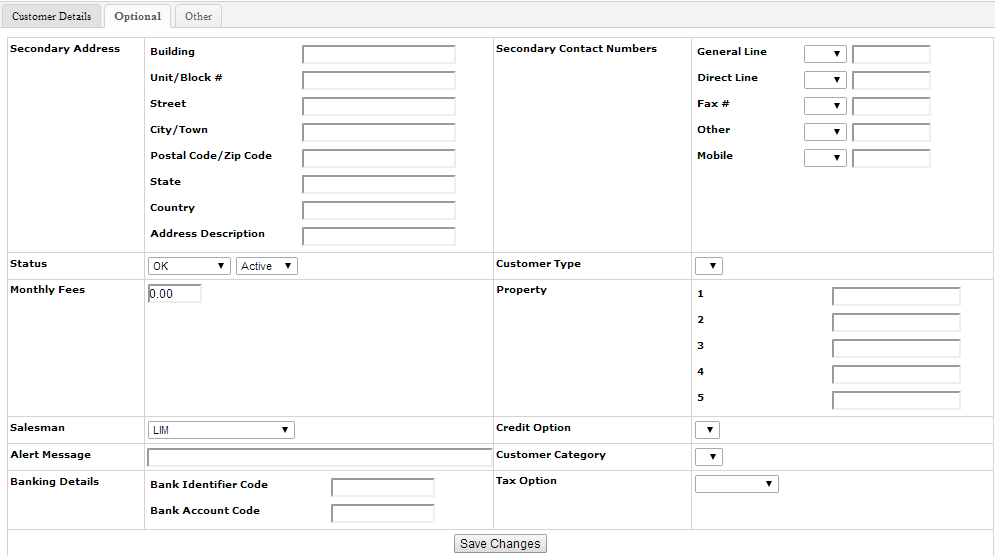 Customer Details Optional Other
Secondary Address
Building
Unit/Block #
Street
City/Town
Postal Code/Zip Code
State
Country
Address Description
Secondary Contact Numbers
General Line
Direct Line
Fax #
Other
Mobile
Status OK Active
Customer Type
Monthly Fees 0.00
Property
1
2
3
4
5
Salesman LIM
Credit Option
Alert Message
Customer Category
Banking Details
Bank Identifier Code
Bank Account Code
Tax Option
Save Changes